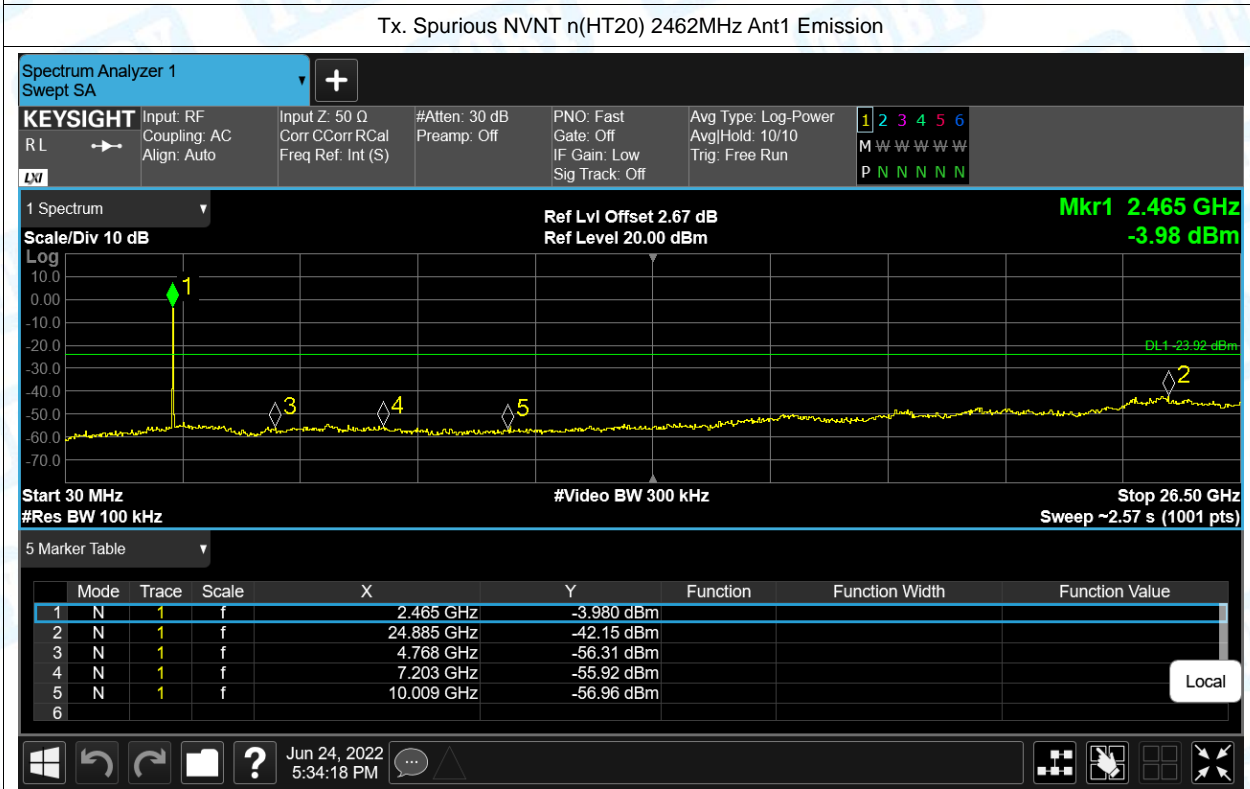 Tx. Spurious NVNT n(HT20) 2462MHz Ant1 Emission
Spectrum Analyzer 1
Swept SA
KEYSIGHT
R L
LXI
Input: RF
Coupling: AC
Align: Auto
Input Z: 50 Ω
Corr CCorr RCal
Freq Ref: Int (S)
#Atten: 30 dB
Preamp: Off
PNO: Fast
Gate: Off
IF Gain: Low
Sig Track: Off
Avg Type: Log-Power
Avg|Hold: 10/10
Trig: Free Run
1 2 3 4 5 6
M W W W W W
P N N N N N
1 Spectrum
Scale/Div 10 dB
Ref Lvl Offset 2.67 dB
Ref Level 20.00 dBm
Mkr1 2.465 GHz
-3.98 dBm
Log
10.0
0.00
-10.0
-20.0
-30.0
-40.0
-50.0
-60.0
-70.0
1
DL1 -23.92 dBm
2
3
4
5
Start 30 MHz
#Video BW 300 kHz
Stop 26.50 GHz
#Res BW 100 kHz
Sweep ~2.57 s (1001 pts)
5 Marker Table
Mode Trace Scale X Y Function Function Width Function Value
1 N 1 f 2.465 GHz -3.980 dBm
2 N 1 f 24.885 GHz -42.15 dBm
3 N 1 f 4.768 GHz -56.31 dBm
4 N 1 f 7.203 GHz -55.92 dBm
5 N 1 f 10.009 GHz -56.96 dBm
6
Local
?
Jun 24, 2022
5:34:18 PM